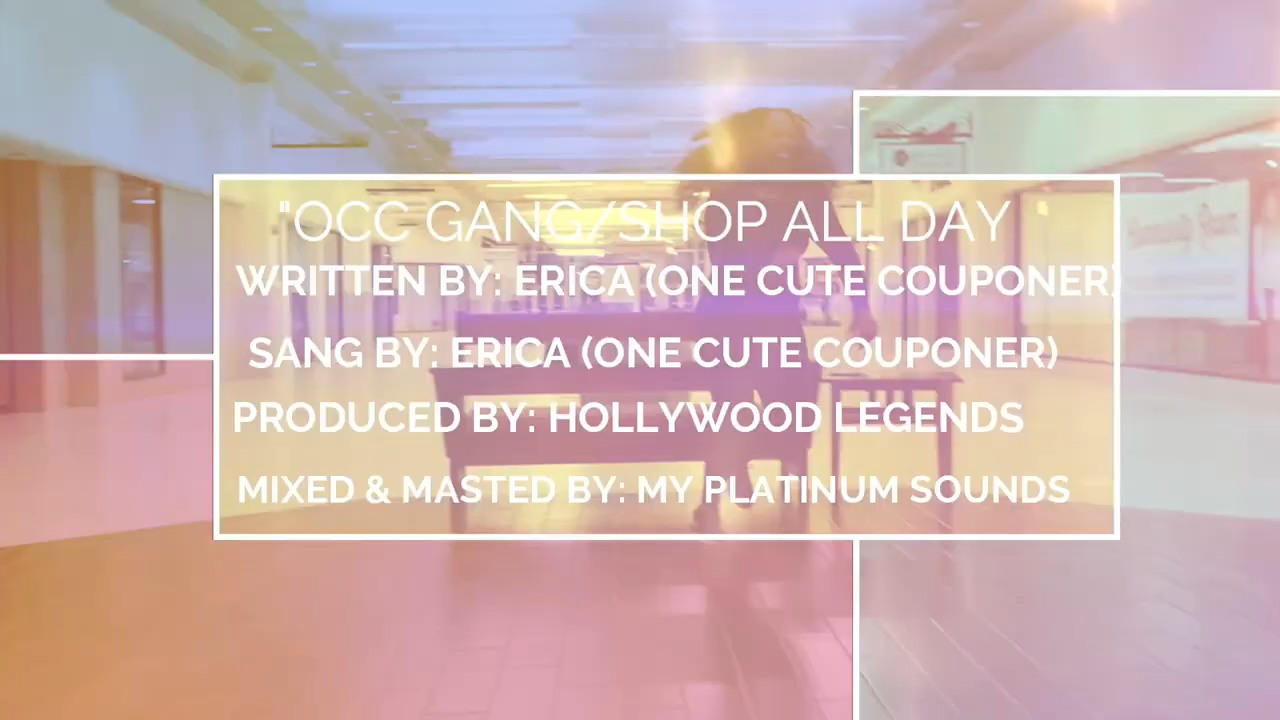 "OCC GANG/SHOP ALL DAY
WRITTEN BY: ERICA (ONE CUTE COUPONER)
SANG BY: ERICA (ONE CUTE COUPONER)
PRODUCED BY: HOLLYWOOD LEGENDS
MIXED & MASTED BY: MY PLATINUM SOUNDS